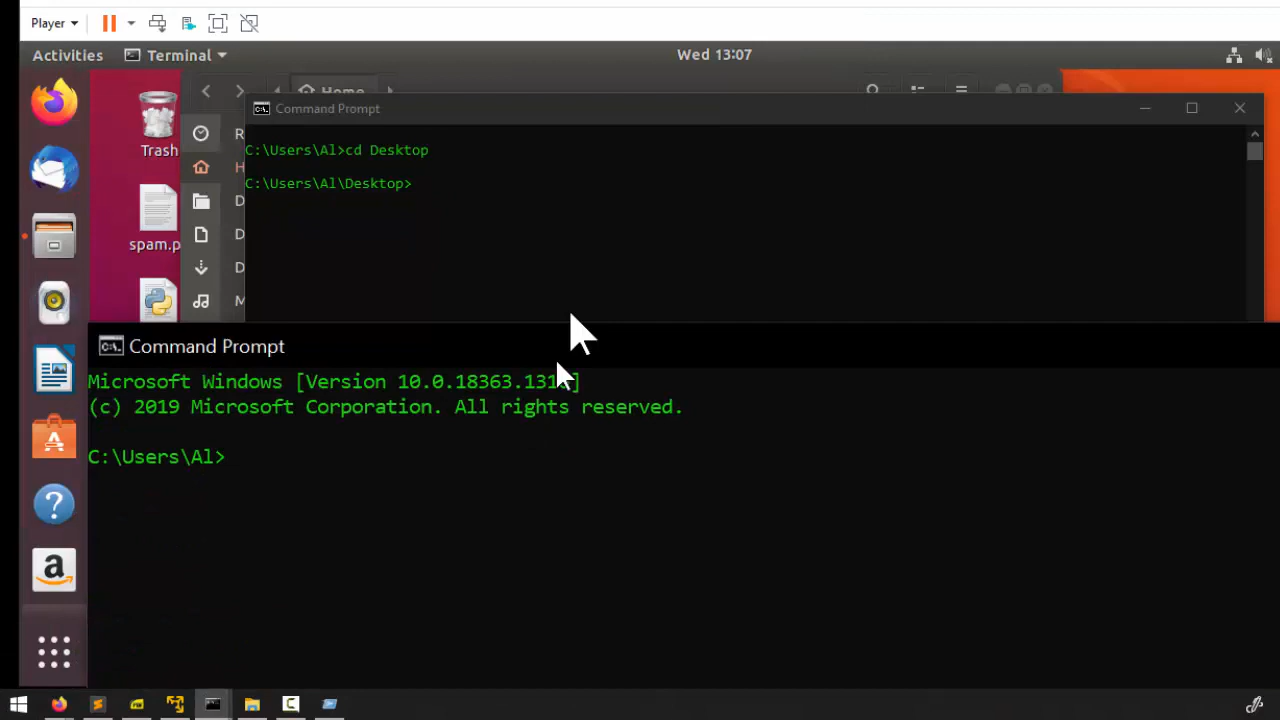 Player
Activities
Terminal
Wed 13:07
Home
Command Prompt
Trash
R
C:\Users\Al>cd Desktop
H
C:\Users\Al\Desktop>
D
spam.p
D
D
M
Command Prompt
Microsoft Windows [Version 10.0.18363.131
(c) 2019 Microsoft Corporation. All rights reserved.
C:\Users\Al>